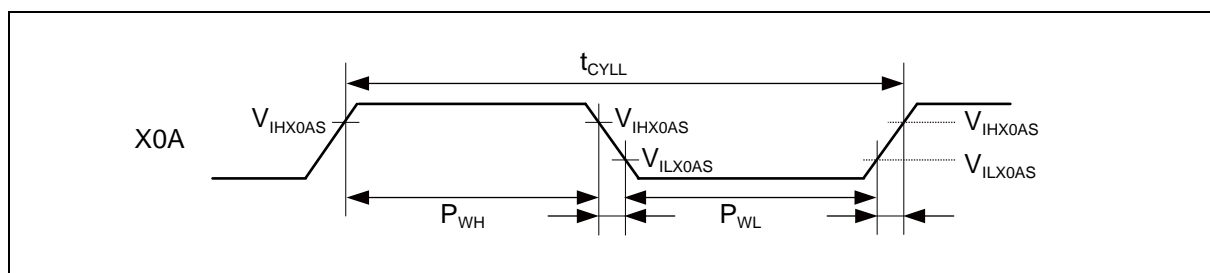 tCYLL
VIHX0AS VIHX0AS VIHX0AS
X0A
VILX0AS VILX0AS
PWH PWL